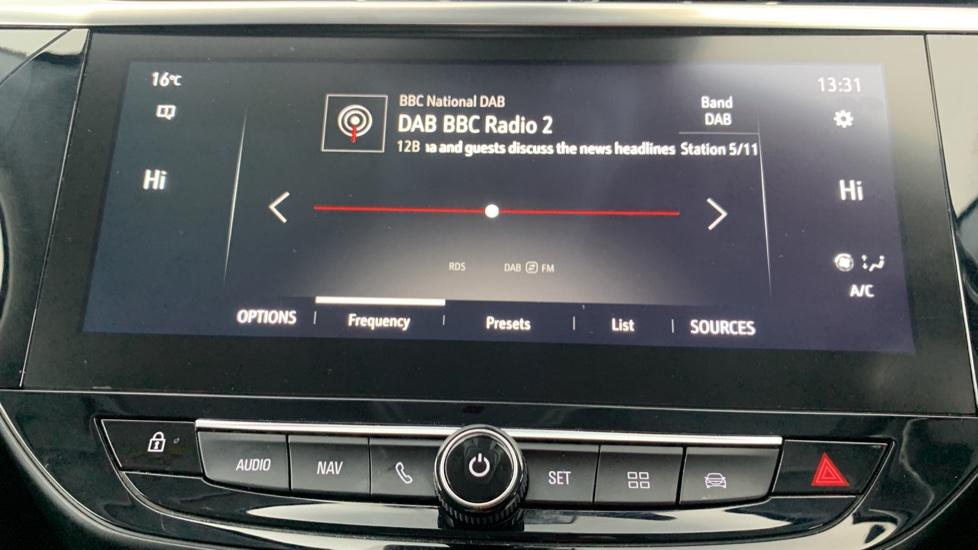 16°C
13:31
BBC National DAB
Band
DAB BBC Radio 2
DAB
12B and guests discuss the news headlines Station 5/11
Hi
Hi
RDS DAB FM
A/C
OPTIONS Frequency Presets List SOURCES
AUDIO NAV SET